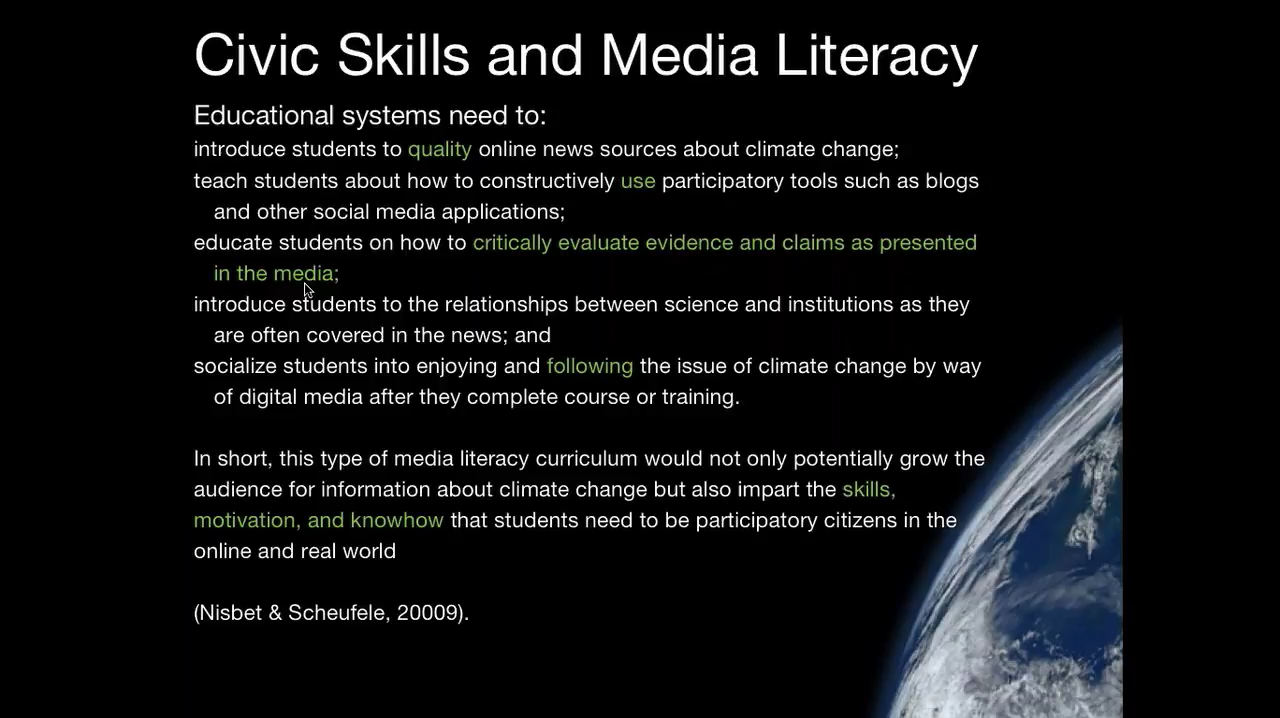 Civic Skills and Media Literacy
Educational systems need to:
introduce students to quality online news sources about climate change;
teach students about how to constructively use participatory tools such as blogs
and other social media applications;
educate students on how to critically evaluate evidence and claims as presented
in the media;
introduce students to the relationships between science and institutions as they
are often covered in the news; and
socialize students into enjoying and following the issue of climate change by way
of digital media after they complete course or training.
In short, this type of media literacy curriculum would not only potentially grow the
audience for information about climate change but also impart the skills,
motivation, and knowhow that students need to be participatory citizens in the
online and real world
(Nisbet & Scheufele, 20009).